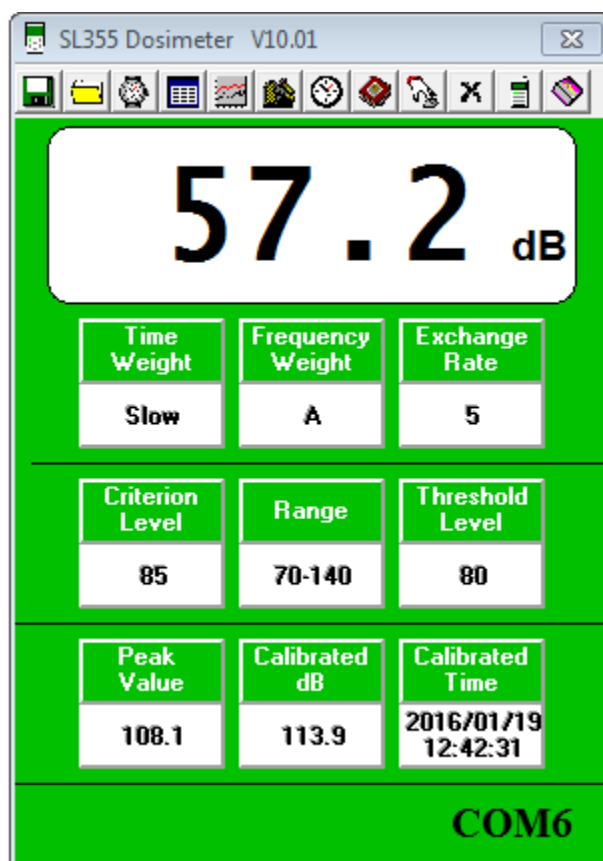 SL355 Dosimeter V10.01
57.2 dB
Time Weight
Frequency Weight
Exchange Rate
Slow
A
5
Criterion Level
Range
Threshold Level
85
70-140
80
Peak Value
Calibrated dB
Calibrated Time
108.1
113.9
2016/01/19
12:42:31
COM6